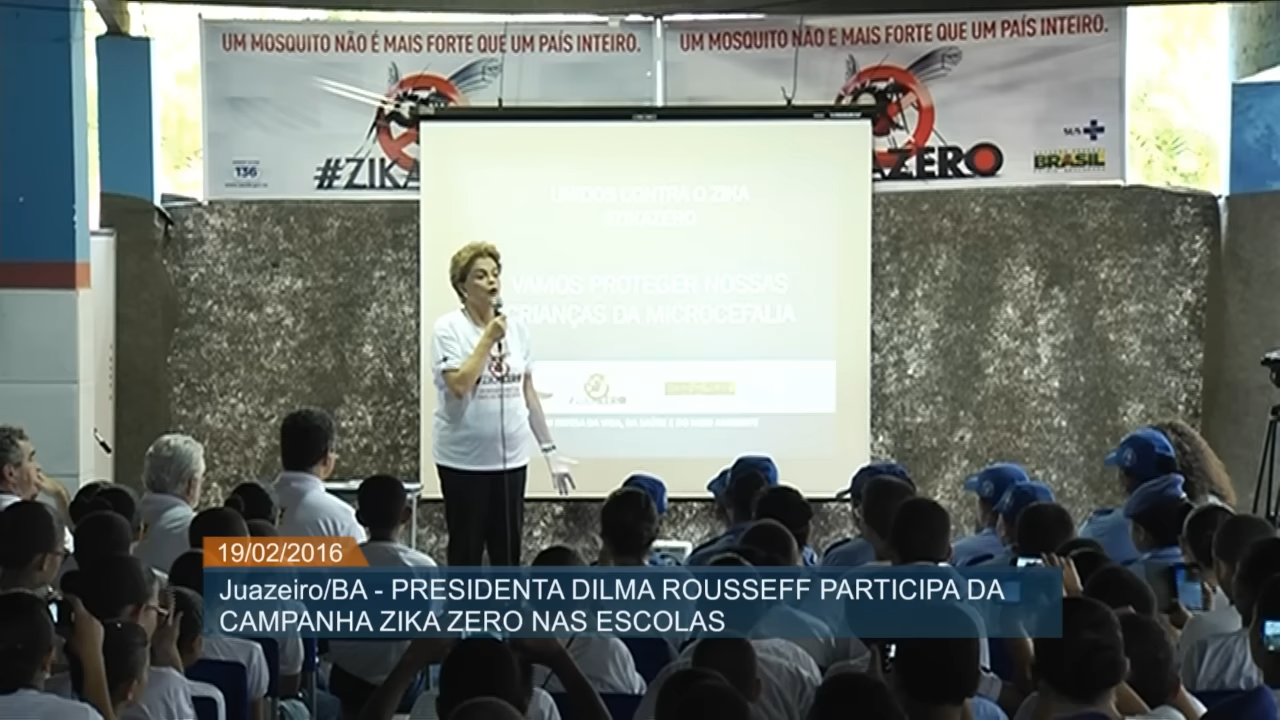 UM MOSQUITO NÃO É MAIS FORTE QUE UM PAÍS INTEIRO.
UM MOSQUITO NÃO É MAIS FORTE QUE UM PAÍS INTEIRO.
136
#ZIKA
ZERO
SUS
BRASIL
UNIDOS CONTRA O ZIKA
VAMOS PROTEGER NOSSAS
CRIANÇAS DA MICROCEFALIA
19/02/2016
Juazeiro/BA - PRESIDENTA DILMA ROUSSEFF PARTICIPA DA
CAMPANHA ZIKA ZERO NAS ESCOLAS